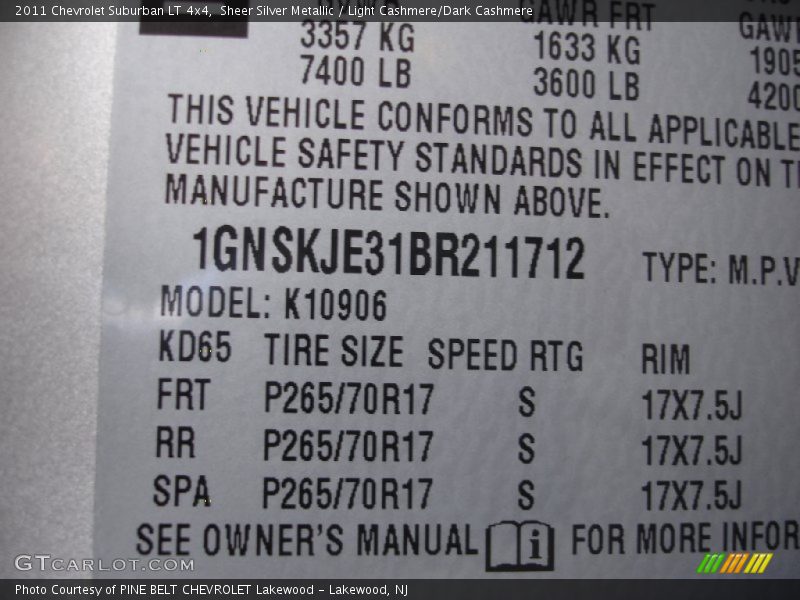 2011 Chevrolet Suburban LT 4x4, Sheer Silver Metallic / Light Cashmere/Dark Cashmere
GAWR FRT
3357 KG 1633 KG 1905
7400 LB 3600 LB 4200
THIS VEHICLE CONFORMS TO ALL APPLICABLE
VEHICLE SAFETY STANDARDS IN EFFECT ON
MANUFACTURE SHOWN ABOVE.
1GNSKJE31BR211712 TYPE: M.P.V
MODEL: K10906
KD65 TIRE SIZE SPEED RTG RIM
FRT P265/70R17 S 17X7.5J
RR P265/70R17 S 17X7.5J
SPA P265/70R17 S 17X7.5J
SEE OWNER'S MANUAL i FOR MORE INFOR
GTCARLOT.COM
Photo Courtesy of PINE BELT CHEVROLET Lakewood - Lakewood, NJ